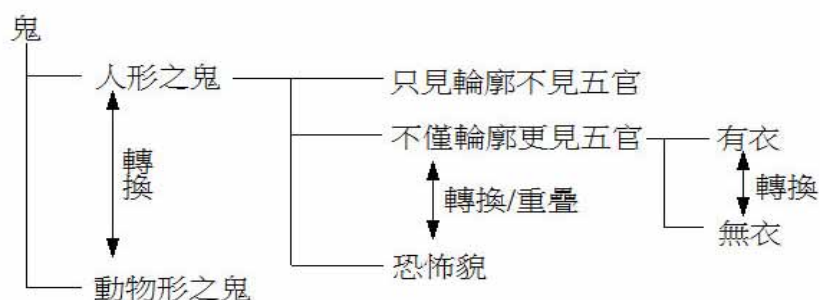 鬼
人形之鬼
只見輪廓不見五官
不僅輪廓更見五官
有衣
轉換
轉換/重疊
轉換
無衣
恐怖貌
動物形之鬼